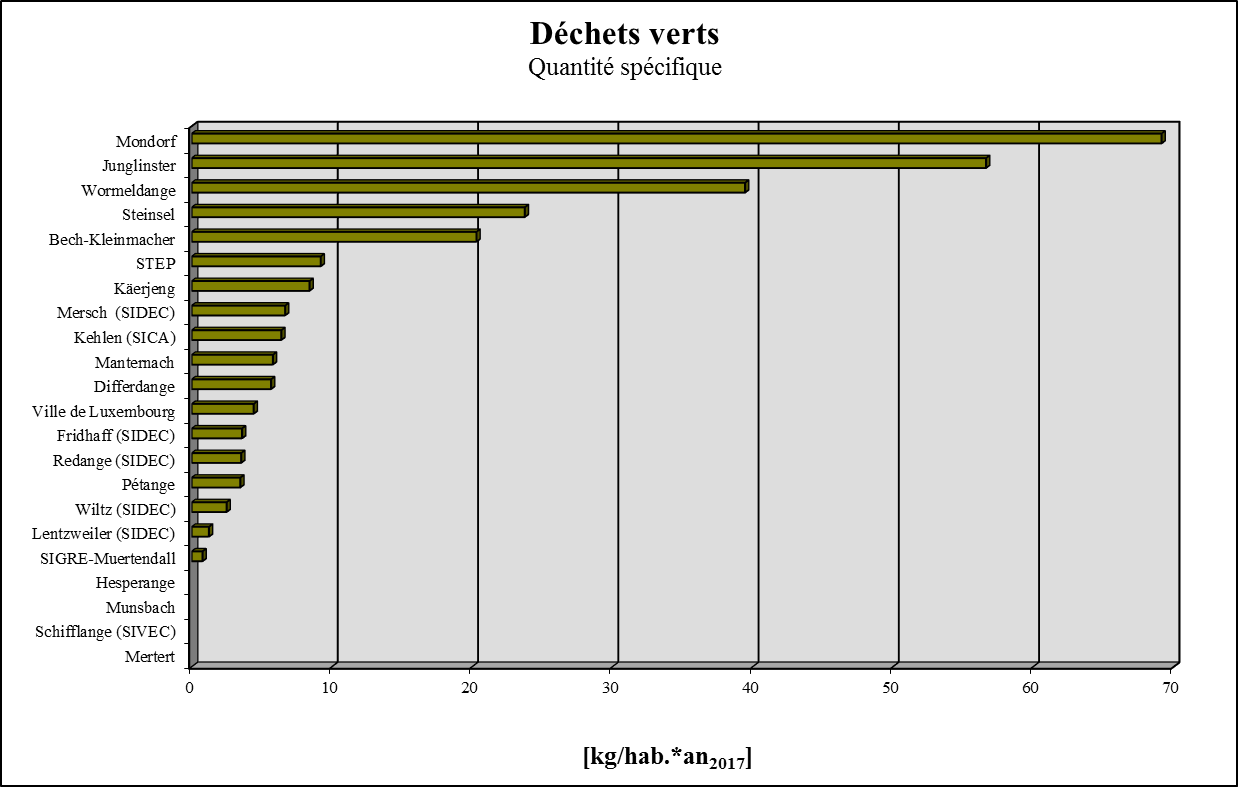 Déchets verts
Quantité spécifique
Mondorf
Junglinster
Wormeldange
Steinsel
Bech-Kleinmacher
STEP
Käerjeng
Mersch (SIDEC)
Kehlen (SICA)
Manternach
Differdange
Ville de Luxembourg
Fridhaff (SIDEC)
Redange (SIDEC)
Pétange
Wiltz (SIDEC)
Lentzweiler (SIDEC)
SIGRE-Muertendall
Hesperange
Munsbach
Schifflange (SIVEC)
Mertert
0 10 20 30 40 50 60 70
[kg/hab.*an2017]